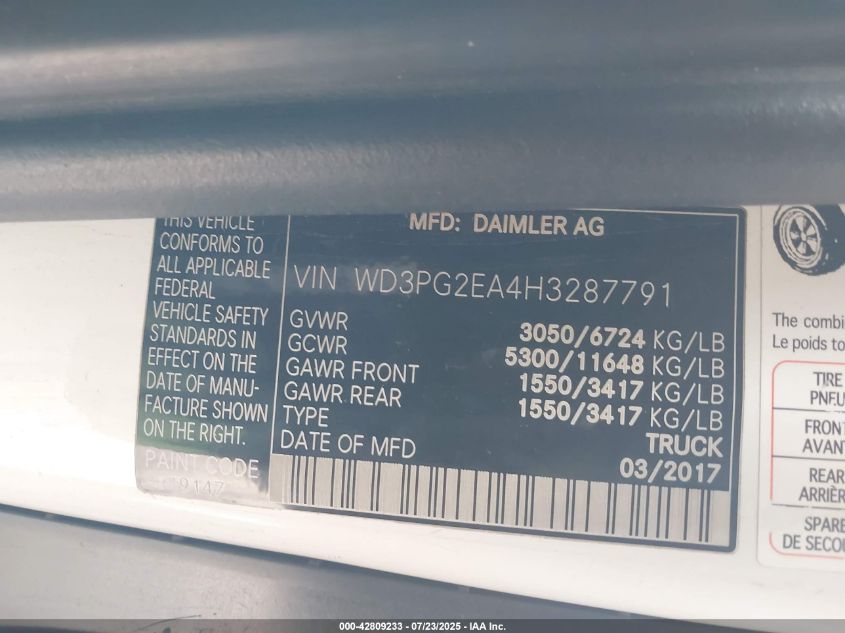 MFD: DAIMLER AG
THIS VEHICLE
CONFORMS TO
ALL APPLICABLE
FEDERAL
VEHICLE SAFETY
STANDARDS IN
EFFECT ON THE
DATE OF MANU-
FACTURE SHOWN
ON THE RIGHT.
PAINT CODE
9147
VIN WD3PG2EA4H3287791
GVWR 3050/6724 KG/LB
GCWR 5300/11648 KG/LB
GAWR FRONT 1550/3417 KG/LB
GAWR REAR 1550/3417 KG/LB
TYPE TRUCK
DATE OF MFD 03/2017
The combi
Le poids to
TIRE
PNEU
FRONT
AVANT
REAR
ARRIÈR
SPARE
DE SECOU
000-42809233 - 07/23/2025 - IAA Inc.